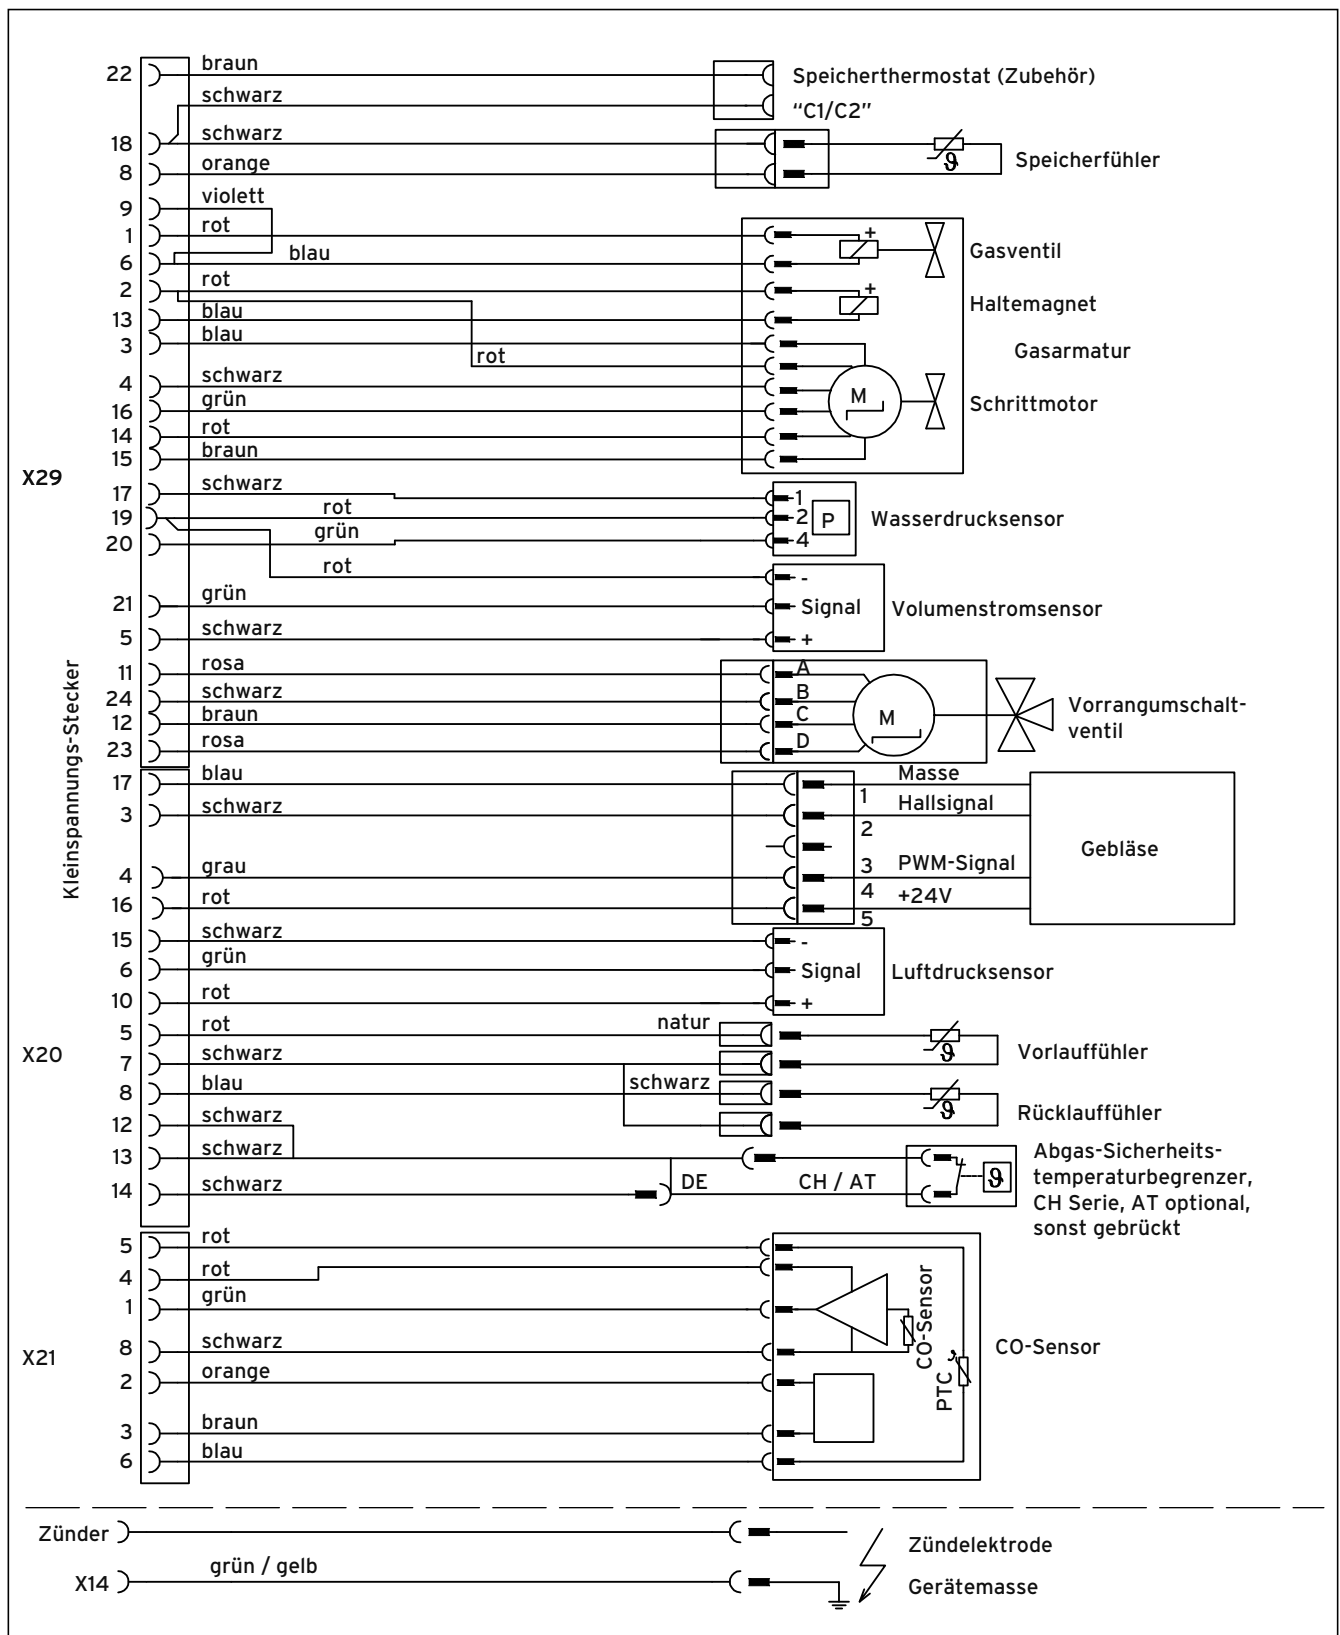 22
braun
Speicherthermostat (Zubehör)
schwarz
“C1/C2”
18
schwarz
8
orange
ϑ
Speicherfühler
9
violett
1
rot
+
6
blau
Gasventil
2
rot
+
13
blau
Haltemagnet
3
blau
rot
Gasarmatur
4
schwarz
M
16
grün
Schrittmotor
14
rot
15
braun
X29
17
schwarz
1
19
rot
2
P
Wasserdrucksensor
20
grün
4
rot
-
21
grün
Signal
Volumenstromsensor
5
schwarz
+
Kleinspannungs-Stecker
11
rosa
A
24
schwarz
B
12
braun
C
M
Vorrangumschalt-
ventil
23
rosa
D
17
blau
Masse
1
3
schwarz
Hallsignal
2
Gebläse
4
grau
3
PWM-Signal
16
rot
4
+24V
5
15
schwarz
-
6
grün
Signal
Luftdrucksensor
10
rot
+
5
rot
natur
ϑ
Vorlauffühler
X20
7
schwarz
8
blau
schwarz
ϑ
Rücklauffühler
12
schwarz
13
schwarz
14
schwarz
DE
CH / AT
ϑ
Abgas-Sicherheits-
temperaturbegrenzer,
CH Serie, AT optional,
sonst gebrückt
5
rot
4
rot
1
grün
CO-Sensor
X21
8
schwarz
CO-Sensor
2
orange
PTC
3
braun
6
blau
Zünder
Zündelektrode
X14
grün / gelb
Gerätemasse